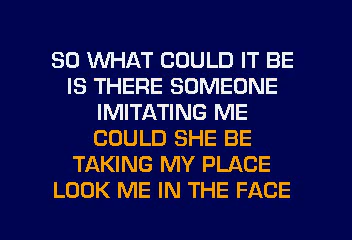 SO WHAT COULD IT BE
IS THERE SOMEONE
IMITATING ME
COULD SHE BE
TAKING MY PLACE
LOOK ME IN THE FACE